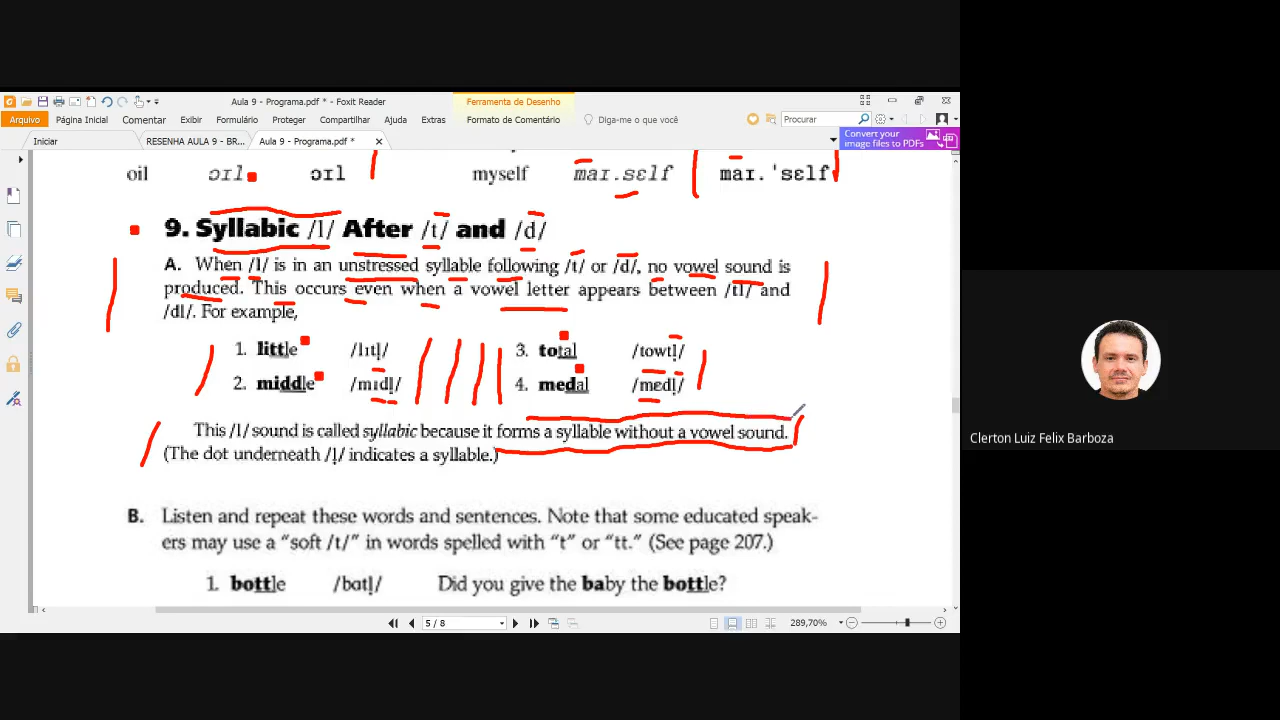 Aula 9 - Programa.pdf * - Foxit Reader
Ferramenta de Desenho
Arquivo Página Inicial Comentar Exibir Formulário Proteger Compartilhar Ajuda Extras Formato de Comentário Diga-me o que você Procurar
Iniciar RESENHA AULA 9 - BR... Aula 9 - Programa.pdf *
Convert your
image files to PDFs
oil ɔɪl ɔɪl myself maɪ.sɛlf maɪ.ˈsɛlf
9. Syllabic /l/ After /t/ and /d/
A. When /l/ is in an unstressed syllable following /t/ or /d/, no vowel sound is
produced. This occurs even when a vowel letter appears between /tl/ and
/dl/. For example,
1. little /lɪtl̩/ 3. total /towtl̩/
2. middle /mɪdl̩/ 4. medal /mɛdl̩/
This /l/ sound is called syllabic because it forms a syllable without a vowel sound.
(The dot underneath /l̩/ indicates a syllable.)
B. Listen and repeat these words and sentences. Note that some educated speak-
ers may use a “soft /t/” in words spelled with “t” or “tt.” (See page 207.)
1. bottle /bɑtl̩/ Did you give the baby the bottle?
5 / 8
289,70%
Clerton Luiz Felix Barboza